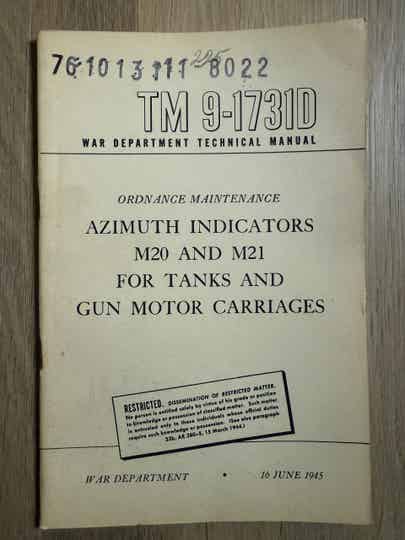 225
76 1013 111 8022
TM 9-1731D
WAR DEPARTMENT TECHNICAL MANUAL
ORDNANCE MAINTENANCE
AZIMUTH INDICATORS
M20 AND M21
FOR TANKS AND
GUN MOTOR CARRIAGES
RESTRICTED. DISSEMINATION OF RESTRICTED MATTER.
No person is entitled solely by virtue of his grade or position
to knowledge or possession of classified matter. Such matter
is entrusted only to those individuals whose official duties
require such knowledge or possession. (See also paragraph
23b, AR 380-5, 15 March 1944.)
WAR DEPARTMENT • 16 JUNE 1945